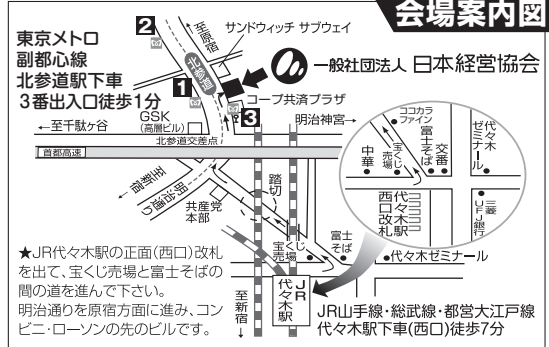 会場案内図
東京メトロ
副都心線
北参道駅下車
3番出入口徒歩1分
2
至原宿
サンドウィッチ サブウェイ
北参道
1
一般社団法人 日本経営協会
3
コープ共済プラザ
明治神宮→
←至千駄ヶ谷
GSK
(高層ビル)
北参道交差点
首都高速
至新宿
明治通り
共産党
本部
踏切
宝くじ
売場
富士
そば
代々木ゼミナール
JR
代々木駅
至新宿
ココカラ
ファイン
中華
宝くじ
売場
富士そば
交番
代々木
ゼミナール
代々木駅
西口改札
三菱
UFJ銀行
★JR代々木駅の正面(西口)改札
を出て、宝くじ売場と富士そばの
間の道を進んで下さい。
明治通りを原宿方面に進み、コン
ビニ・ローソンの先のビルです。
JR山手線・総武線・都営大江戸線
代々木駅下車(西口)徒歩7分